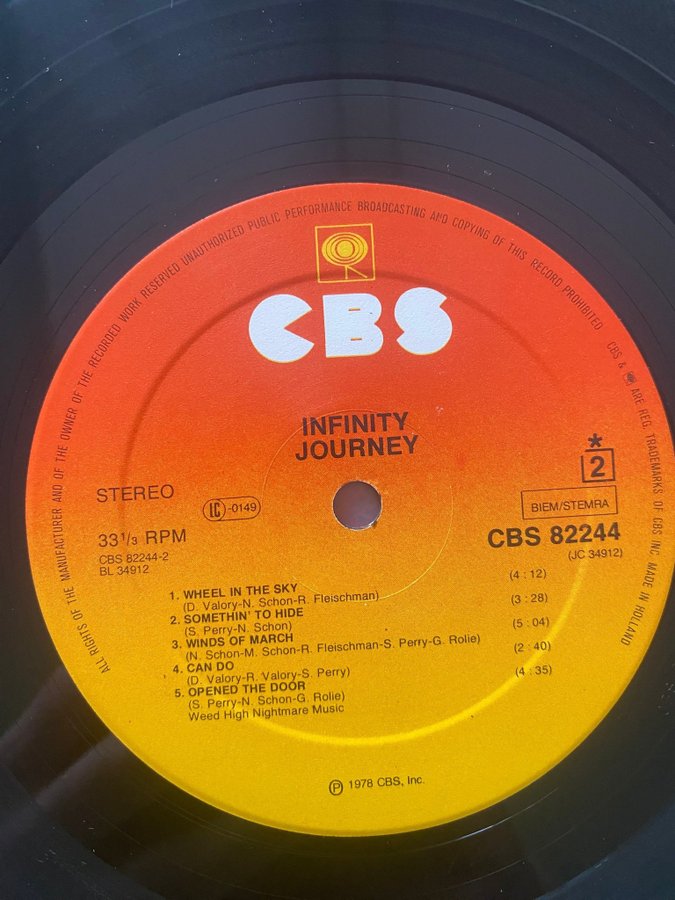 ALL RIGHTS OF THE MANUFACTURER AND OF THE OWNER OF THE RECORDED WORK RESERVED UNAUTHORIZED PUBLIC PERFORMANCE BROADCASTING AND COPYING OF THIS RECORD PROHIBITED CBS & ARE REG. TRADEMARKS OF CBS INC. MADE IN HOLLAND
CBS
INFINITY
JOURNEY
*
2
STEREO
LC-0149
BIEM/STEMRA
33 1/3 RPM
CBS 82244
CBS 82244-2
(JC 34912)
BL 34912
1. WHEEL IN THE SKY (4 : 12)
(D. Valory-N. Schon-R. Fleischman)
2. SOMETHIN' TO HIDE (3 : 28)
(S. Perry-N. Schon)
3. WINDS OF MARCH (5 : 04)
(N. Schon-M. Schon-R. Fleischman-S. Perry-G. Rolie)
4. CAN DO (2 : 40)
(D. Valory-R. Valory-S. Perry)
5. OPENED THE DOOR (4 : 35)
(S. Perry-N. Schon-G. Rolie)
Weed High Nightmare Music
Ⓟ 1978 CBS, Inc.